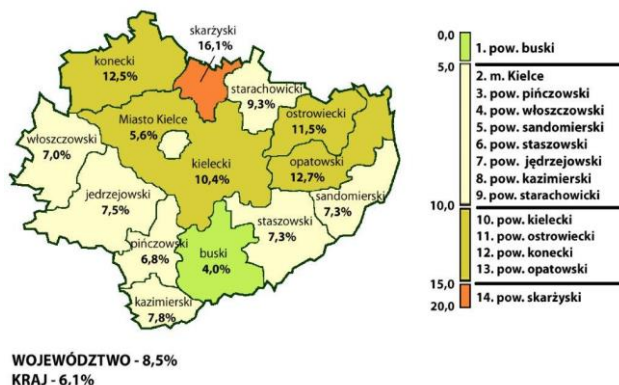 skarżyski
16,1%
konecki
12,5%
starachowicki
9,3%
ostrowiecki
11,5%
Miasto Kielce
5,6%
włoszczowski
7,0%
kielecki
10,4%
opatowski
12,7%
jędrzejowski
7,5%
sandomierski
7,3%
staszowski
7,3%
pińczowski
6,8%
buski
4,0%
kazimierski
7,8%
WOJEWÓDZTWO - 8,5%
KRAJ - 6,1%
0,0
1. pow. buski
5,0
2. m. Kielce
3. pow. pińczowski
4. pow. włoszczowski
5. pow. sandomierski
6. pow. staszowski
7. pow. jędrzejowski
8. pow. kazimierski
9. pow. starachowicki
10,0
10. pow. kielecki
11. pow. ostrowiecki
12. pow. konecki
13. pow. opatowski
15,0
14. pow. skarżyski
20,0